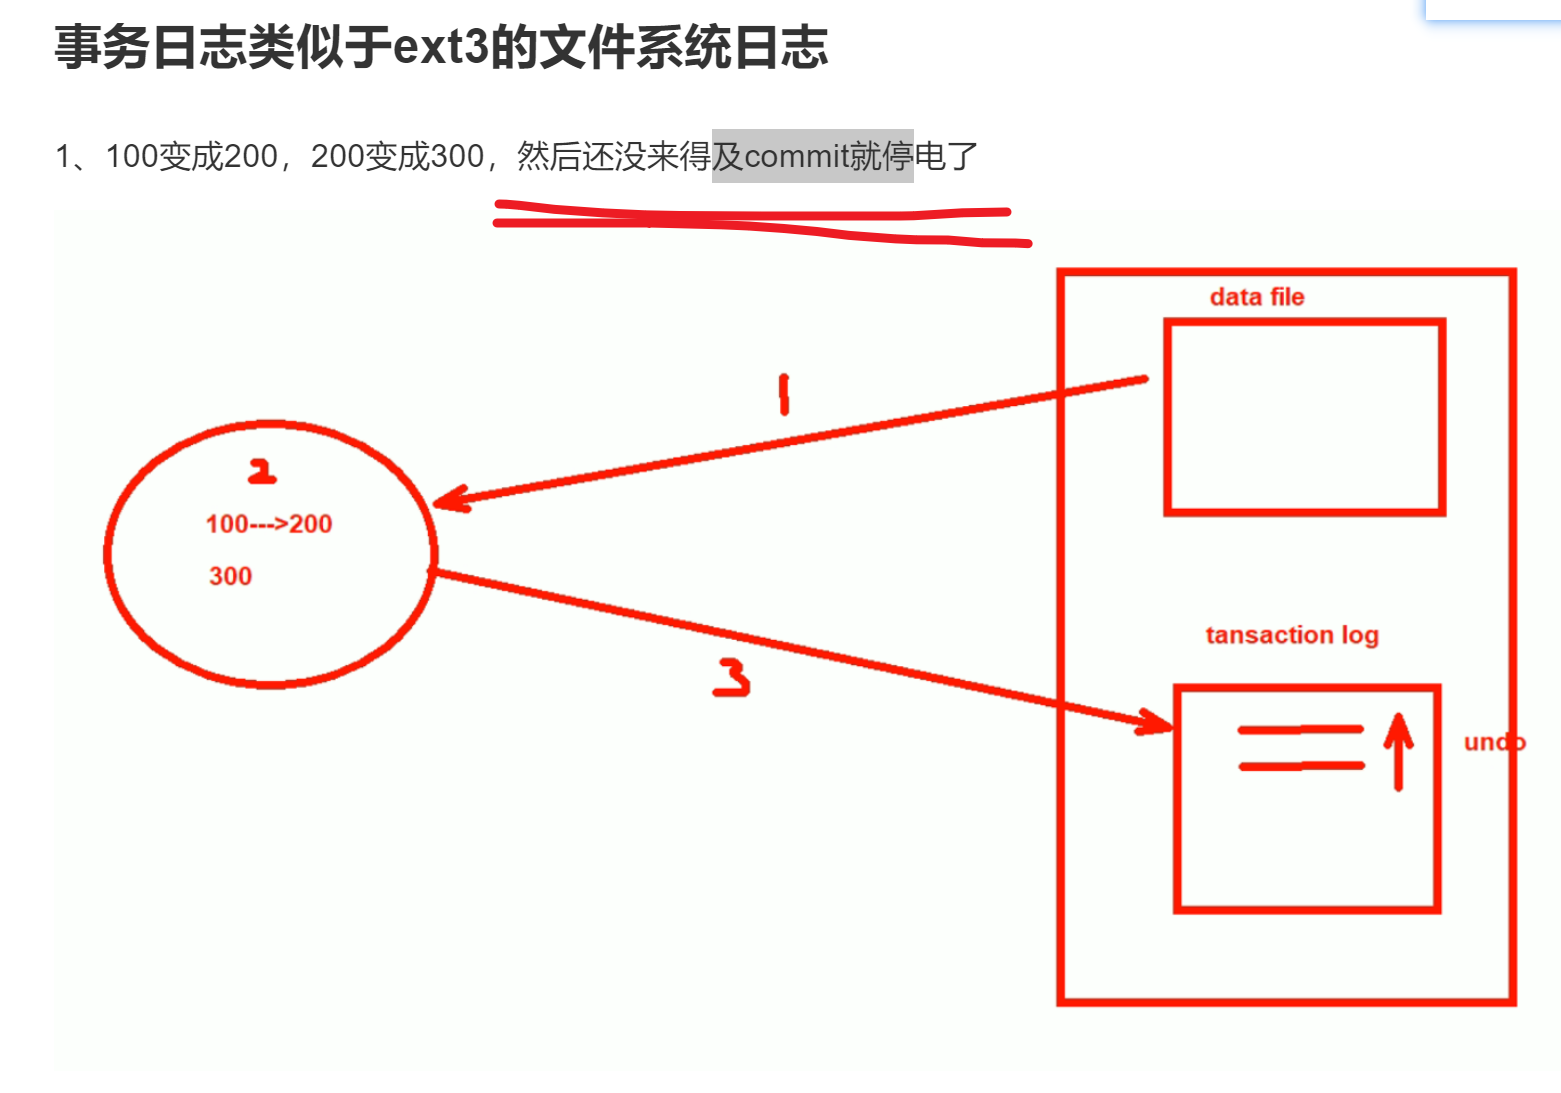 事务日志类似于ext3的文件系统日志
1、100变成200，200变成300，然后还没来得及commit就停电了
data file
1
2
100--->200
300
tansaction log
3
undo